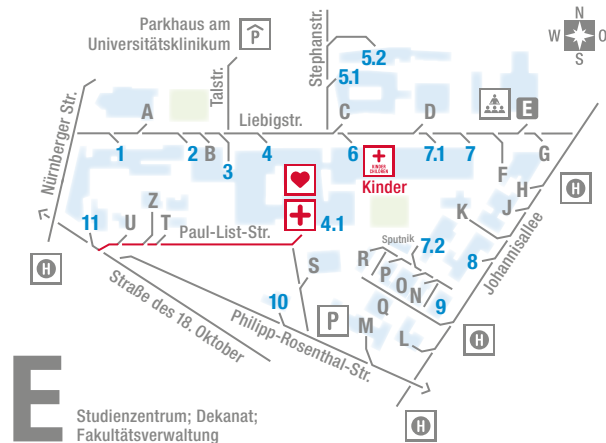 Parkhaus am
Universitätsklinikum
P
N
W O
S
Stephanstr.
5.2
5.1
Nürnberger Str.
Talstr.
A
Liebigstr.
C
D
E
1
2
B
3
4
6
KINDER
CHILDREN
7.1
7
F
G
Kinder
H
H
J
K
Johannisallee
11
U
Z
T
4.1
Paul-List-Str.
Sputnik
7.2
R
P
O
N
8
9
H
S
Q
10
P
M
L
H
Straße des 18. Oktober
Philipp-Rosenthal-Str.
H
E
Studienzentrum; Dekanat;
Fakultätsverwaltung